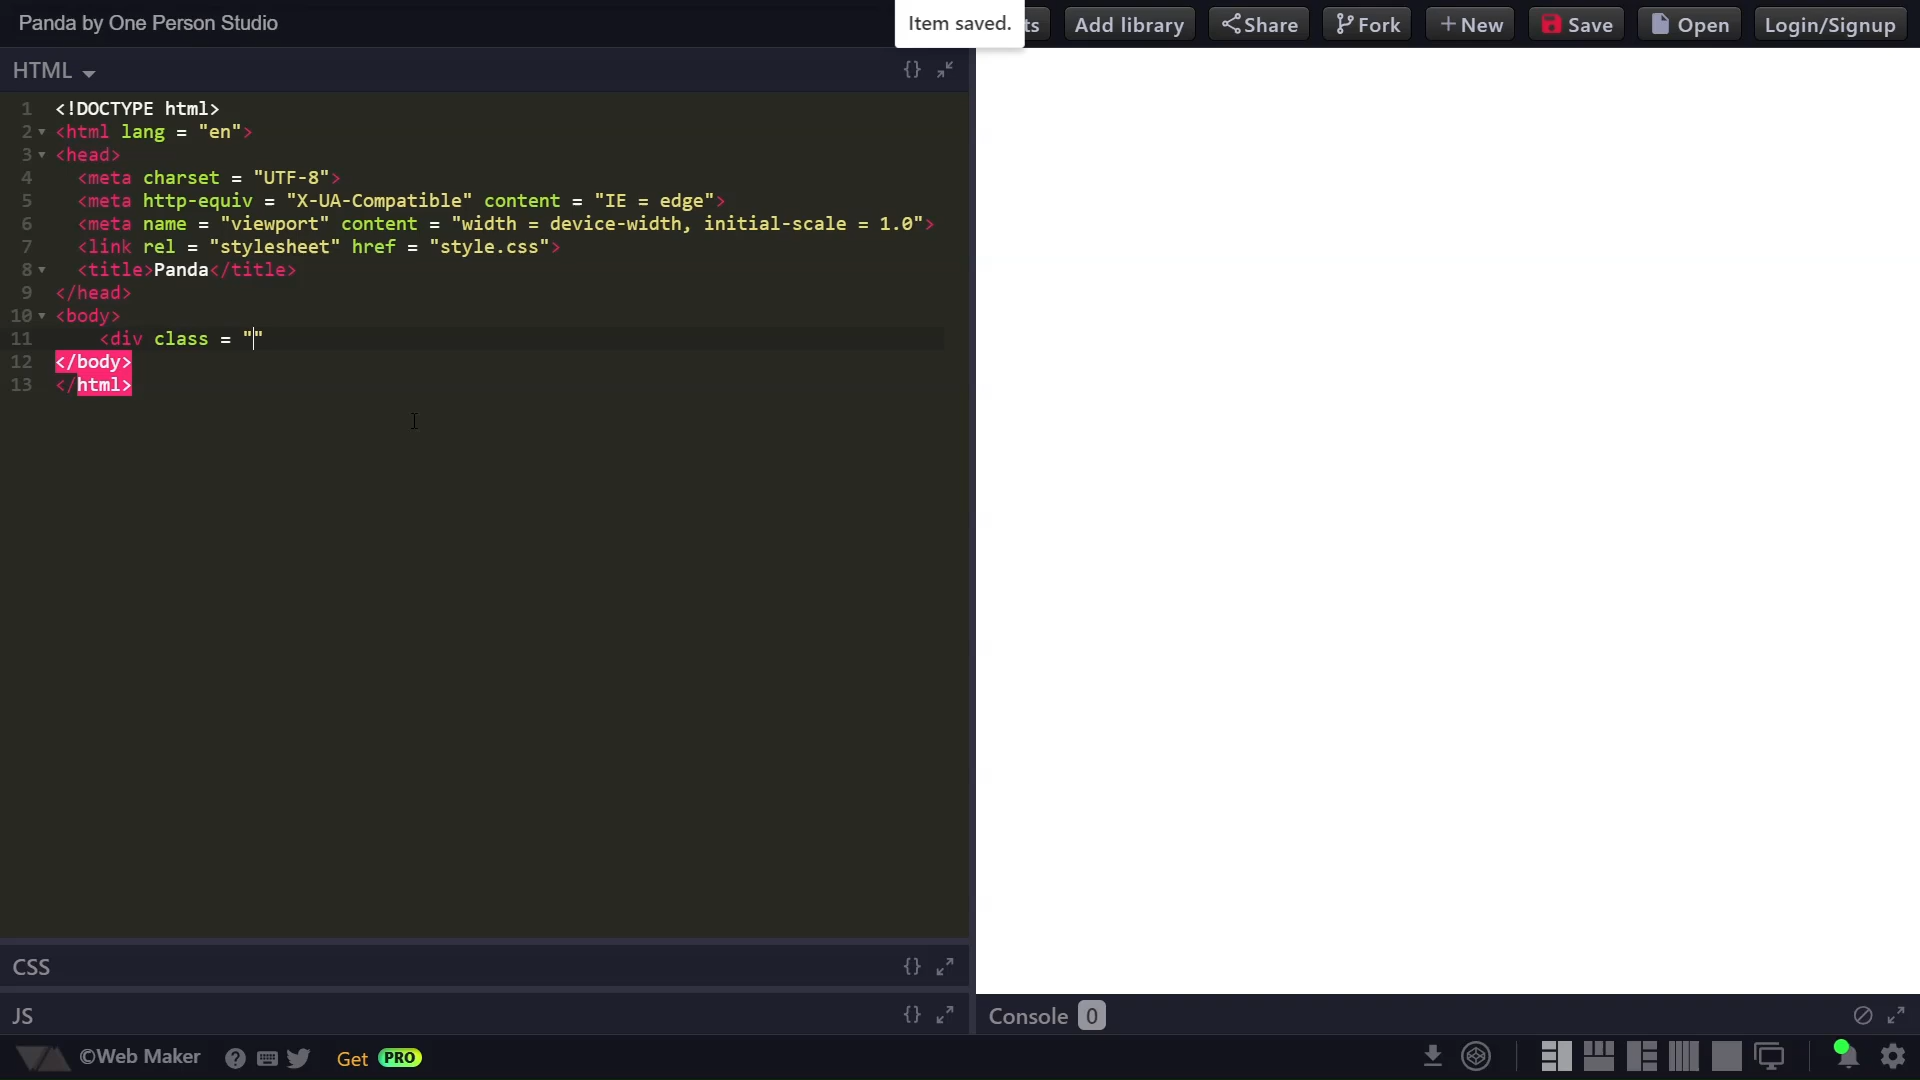 Panda by One Person Studio
Item saved.
ts
Add library
Share
Fork
+ New
Save
Open
Login/Signup
HTML
{}
1 <!DOCTYPE html>
2 <html lang = "en">
3 <head>
4 <meta charset = "UTF-8">
5 <meta http-equiv = "X-UA-Compatible" content = "IE = edge">
6 <meta name = "viewport" content = "width = device-width, initial-scale = 1.0">
7 <link rel = "stylesheet" href = "style.css">
8 <title>Panda</title>
9 </head>
10 <body>
11 <div class = ""
12 </body>
13 </html>
CSS
{}
JS
{}
Console 0
©Web Maker
?
Get PRO